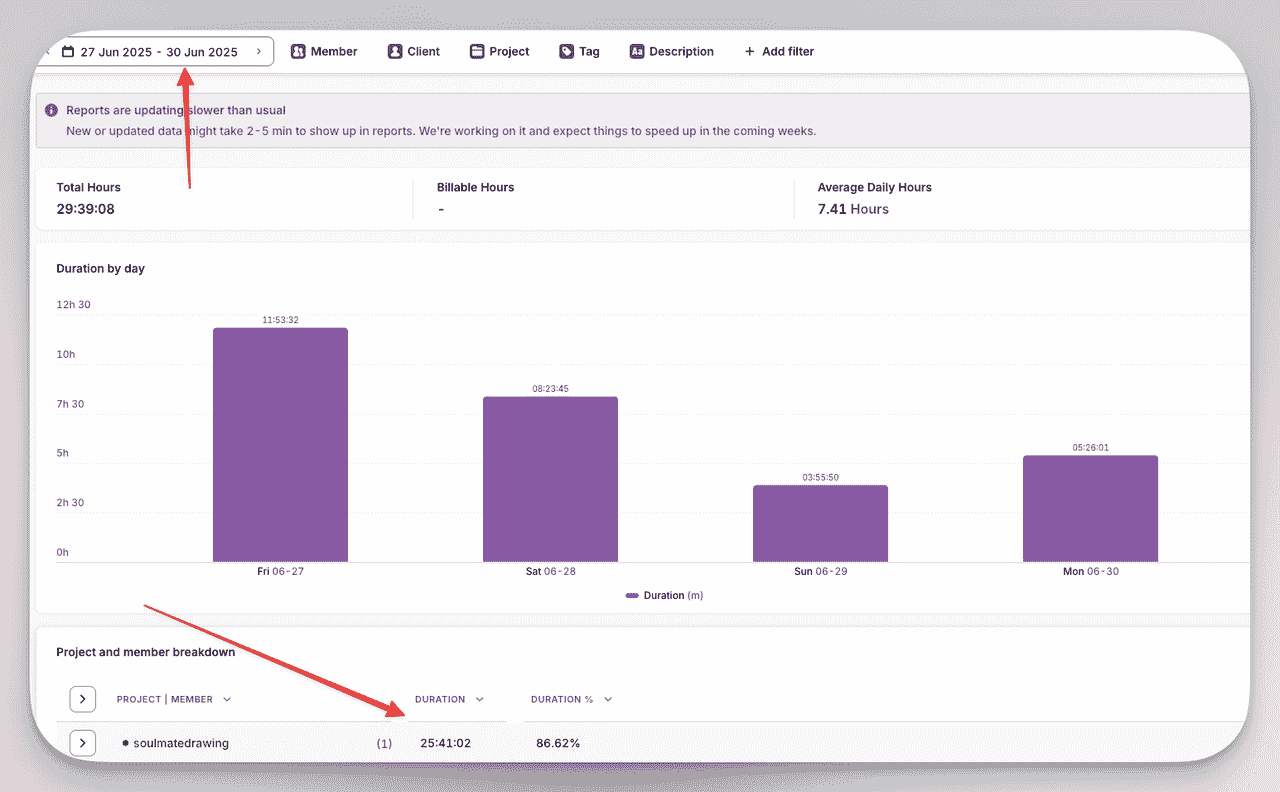 27 Jun 2025 - 30 Jun 2025 Member Client Project Tag Description + Add filter
Reports are updating slower than usual
New or updated data might take 2-5 min to show up in reports. We're working on it and expect things to speed up in the coming weeks.
Total Hours Billable Hours Average Daily Hours
29:39:08 - 7.41 Hours
Duration by day
12h 30
11:53:32
10h
08:23:45
7h 30
5h
05:26:01
03:55:50
2h 30
0h
Fri 06-27 Sat 06-28 Sun 06-29 Mon 06-30
Duration (m)
Project and member breakdown
PROJECT | MEMBER DURATION DURATION %
soulmatedrawing (1) 25:41:02 86.62%